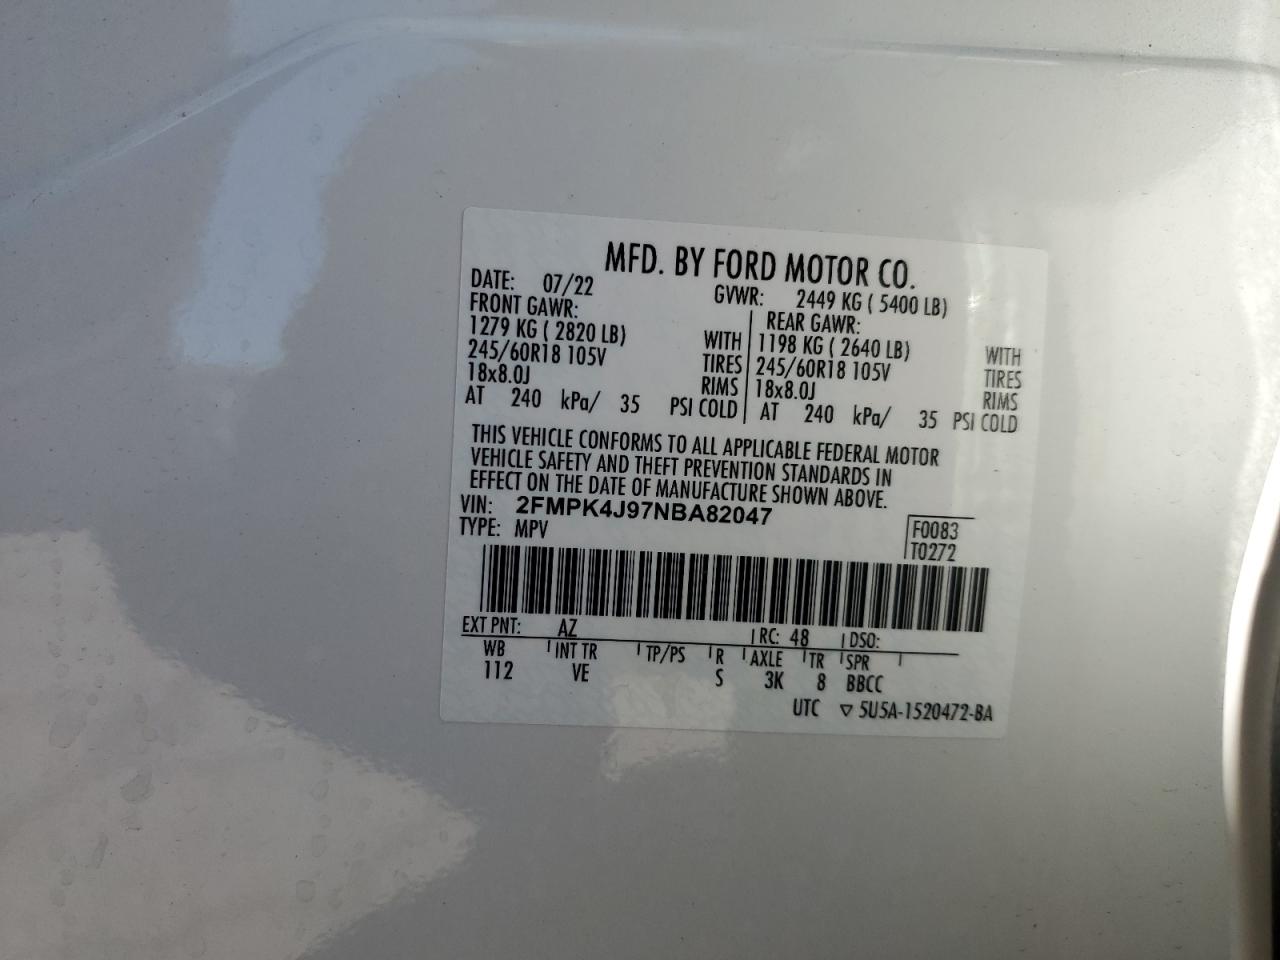 MFD. BY FORD MOTOR CO.
DATE: 07/22 GVWR: 2449 KG ( 5400 LB)
FRONT GAWR: REAR GAWR:
1279 KG ( 2820 LB) WITH 1198 KG ( 2640 LB) WITH
245/60R18 105V TIRES 245/60R18 105V TIRES
18x8.0J RIMS 18x8.0J RIMS
AT 240 kPa/ 35 PSI COLD AT 240 kPa/ 35 PSI COLD
THIS VEHICLE CONFORMS TO ALL APPLICABLE FEDERAL MOTOR
VEHICLE SAFETY AND THEFT PREVENTION STANDARDS IN
EFFECT ON THE DATE OF MANUFACTURE SHOWN ABOVE.
VIN: 2FMPK4J97NBA82047
TYPE: MPV
F0083
T0272
EXT PNT: AZ RC: 48 DSO:
WB INT TR TP/PS R AXLE TR SPR
112 VE S 3K 8 BBCC
UTC ▽ 5U5A-1520472-BA